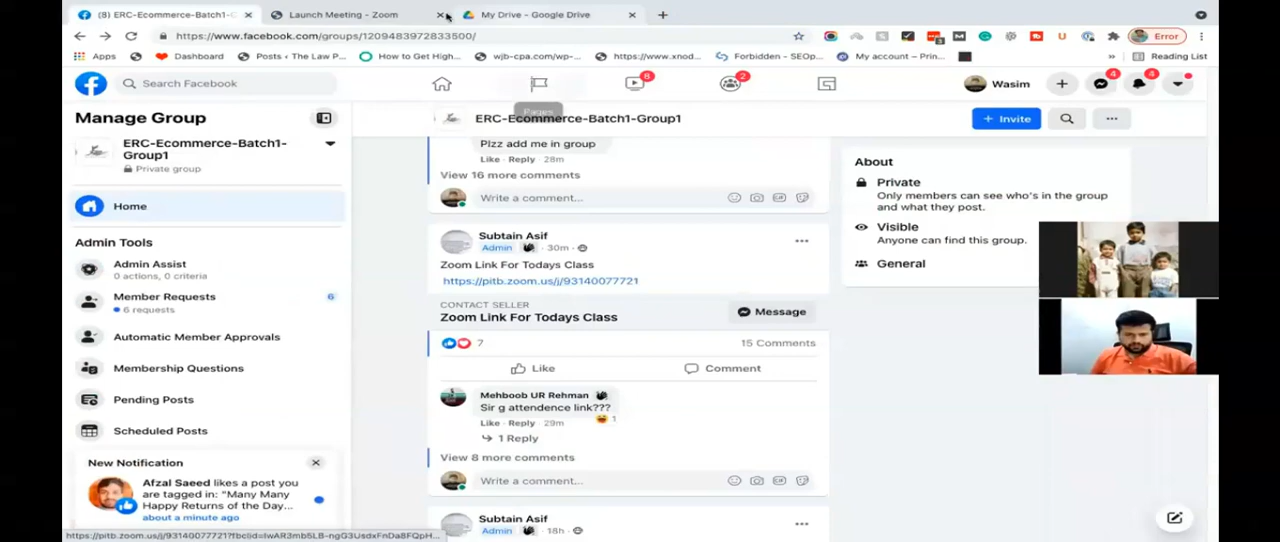 (8) ERC-Ecommerce-Batch1-G
Launch Meeting - Zoom
My Drive - Google Drive
https://www.facebook.com/groups/1209483972833500/
Error
Apps
Dashboard
Posts ‹ The Law P...
How to Get High...
wjb-cpa.com/wp-...
https://www.xnod...
Forbidden - SEOp...
My account – Prin...
»
Reading List
Search Facebook
8
2
Wasim
4
4
Manage Group
Pages
ERC-Ecommerce-Batch1-Group1
+ Invite
ERC-Ecommerce-Batch1-
Group1
Private group
Home
Admin Tools
Admin Assist
0 actions, 0 criteria
Member Requests
6
6 requests
Automatic Member Approvals
Membership Questions
Pending Posts
Scheduled Posts
New Notification
Afzal Saeed likes a post you
are tagged in: "Many Many
Happy Returns of the Day...
about a minute ago
Plzz add me in group
Like · Reply · 28m
View 16 more comments
Write a comment...
Subtain Asif
Admin · 30m ·
Zoom Link For Todays Class
https://pitb.zoom.us/j/93140077721
CONTACT SELLER
Zoom Link For Todays Class
Message
7
15 Comments
Like
Comment
Mehboob UR Rehman
Sir g attendence link???
1
Like · Reply · 29m
1 Reply
View 8 more comments
Write a comment...
Subtain Asif
Admin · 18h ·
About
Private
Only members can see who's in the group
and what they post.
Visible
Anyone can find this group.
General